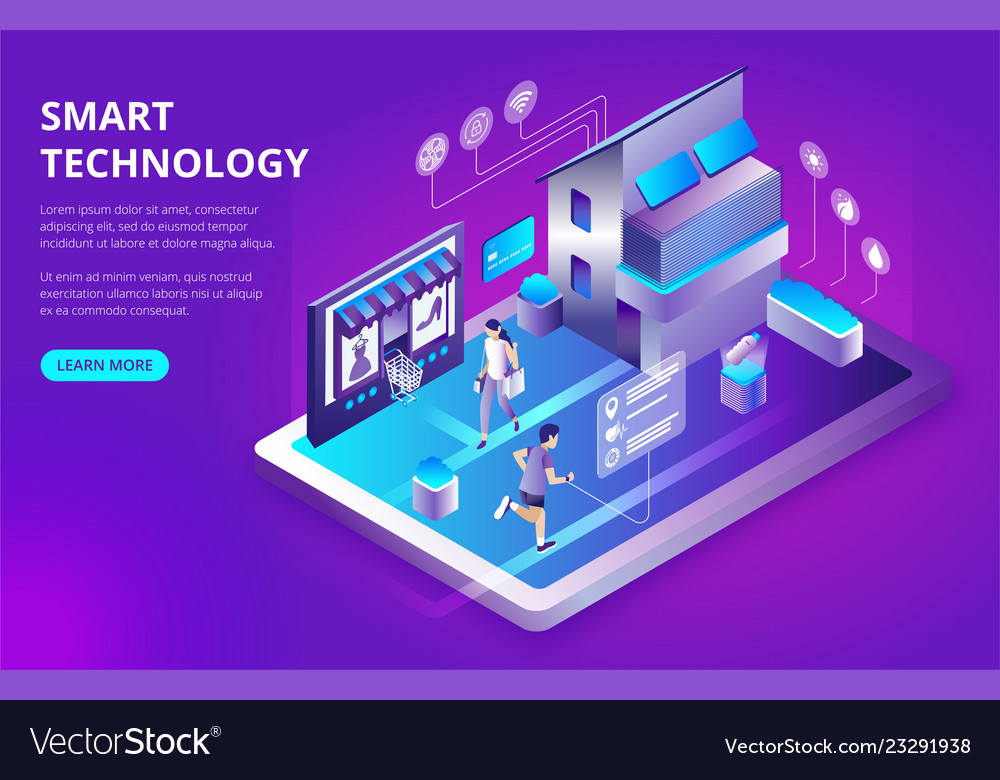 SMART
TECHNOLOGY
Lorem ipsum dolor sit amet, consectetur
adipiscing elit, sed do eiusmod tempor
incididunt ut labore et dolore magna aliqua.
Ut enim ad minim veniam, quis nostrud
exercitation ullamco laboris nisi ut aliquip
ex ea commodo consequat.
LEARN MORE
VectorStock®
VectorStock.com/23291938